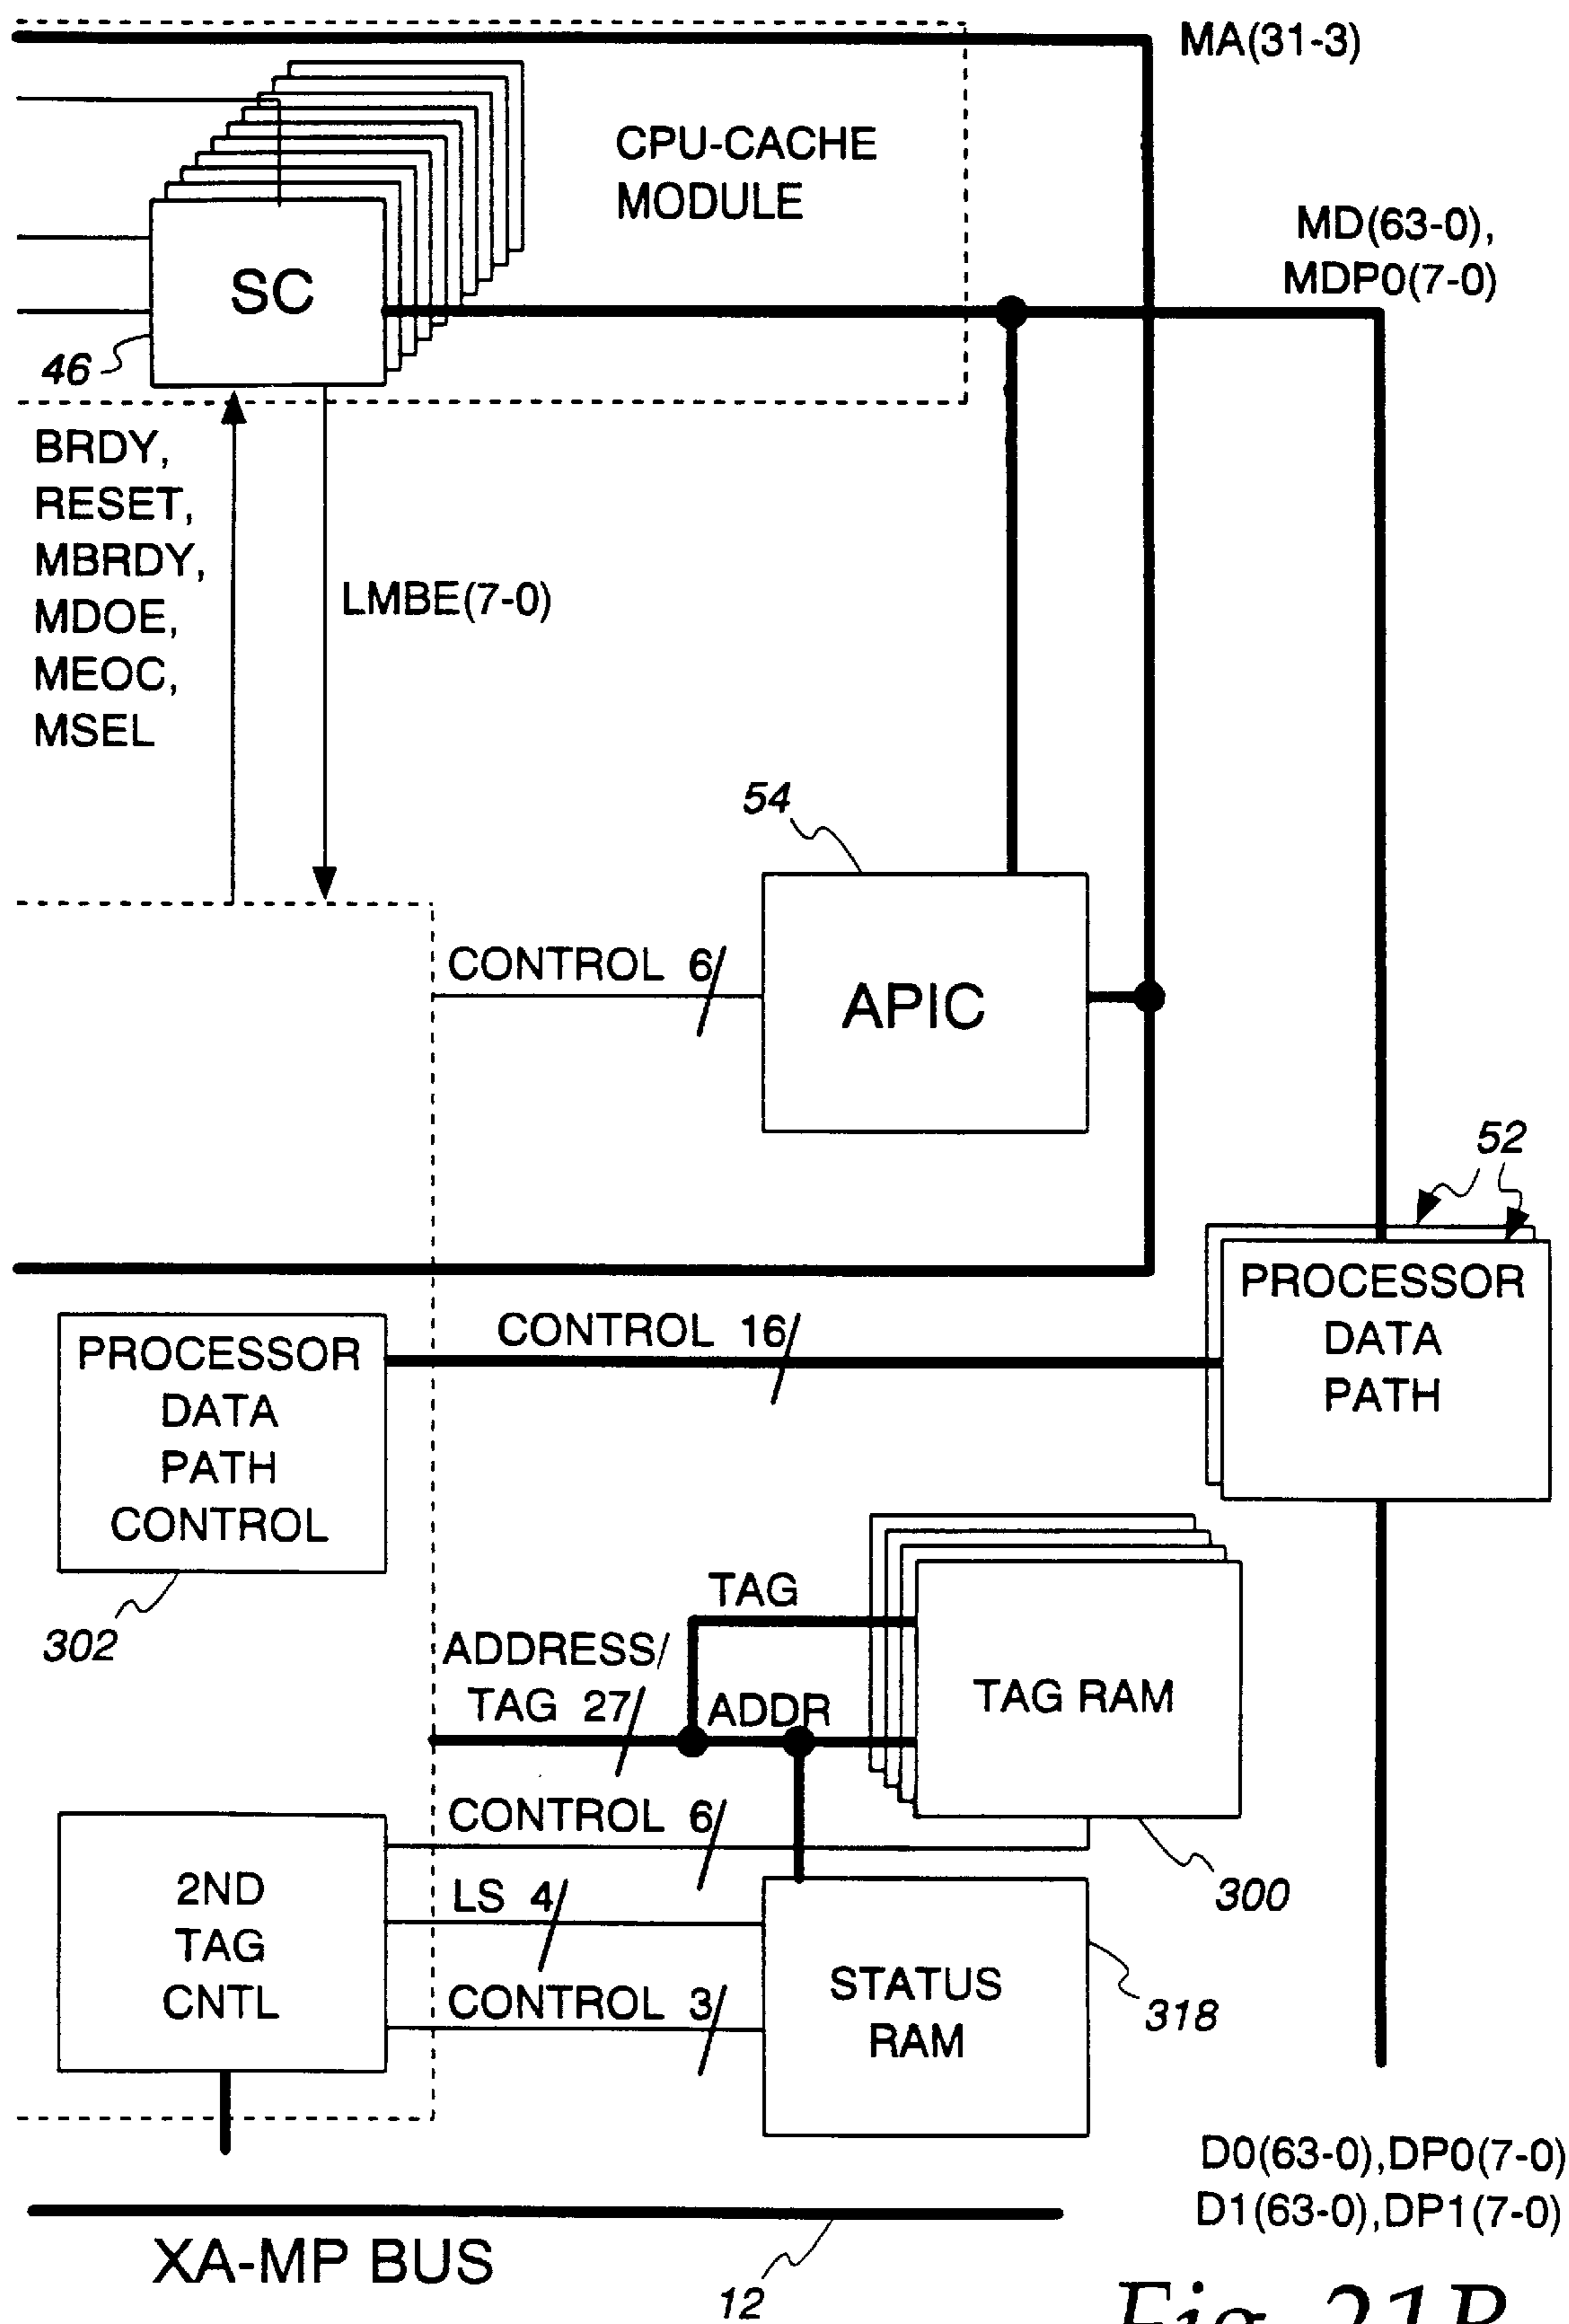 MA(31-3)
CPU-CACHE
MODULE
MD(63-0),
MDP0(7-0)
SC
46
BRDY,
RESET,
MBRDY,
MDOE,
MEOC,
MSEL
LMBE(7-0)
54
CONTROL 6/
APIC
52
PROCESSOR
DATA
PATH
CONTROL 16/
PROCESSOR
DATA
PATH
CONTROL
302
TAG
ADDRESS/
TAG 27/
ADDR
TAG RAM
CONTROL 6/
300
2ND
TAG
CNTL
LS 4/
CONTROL 3/
STATUS
RAM
318
D0(63-0),DP0(7-0)
D1(63-0),DP1(7-0)
XA-MP BUS
12
Fig. 21B